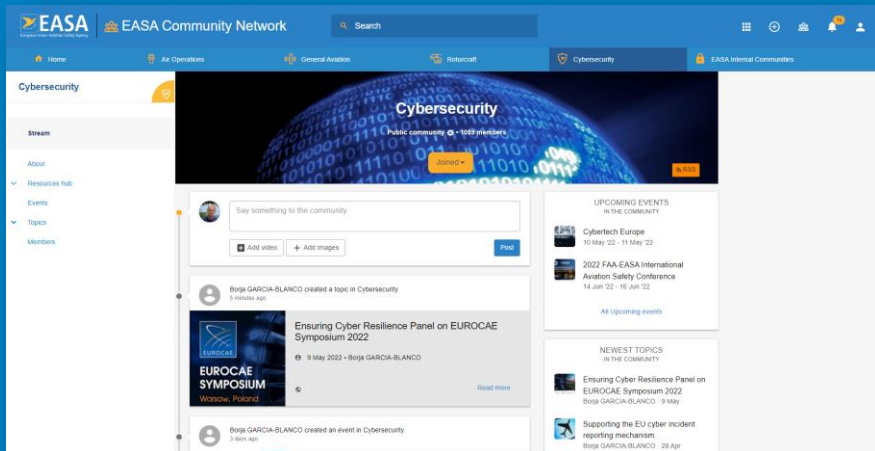 EASA
European Union Aviation Safety Agency
EASA Community Network
Search
Home
Air Operations
General Aviation
Rotorcraft
Cybersecurity
EASA Internal Communities
Cybersecurity
Stream
About
Resources hub
Events
Topics
Members
Cybersecurity
Public community • 1089 members
Joined
RSS
Say something to the community
Add video
Add images
Post
Borja GARCIA-BLANCO created a topic in Cybersecurity
5 minutes ago
EUROCAE
EUROCAE
SYMPOSIUM
Warsaw, Poland
Ensuring Cyber Resilience Panel on EUROCAE
Symposium 2022
9 May 2022 • Borja GARCIA-BLANCO
Read more
Borja GARCIA-BLANCO created an event in Cybersecurity
3 days ago
UPCOMING EVENTS
IN THE COMMUNITY
Cybertech Europe
10 May '22 - 11 May '22
2022 FAA-EASA International
Aviation Safety Conference
14 Jun '22 - 16 Jun '22
All Upcoming events
NEWEST TOPICS
IN THE COMMUNITY
Ensuring Cyber Resilience Panel on
EUROCAE Symposium 2022
Borja GARCIA-BLANCO · 9 May
Supporting the EU cyber incident
reporting mechanism
Borja GARCIA-BLANCO · 28 Apr